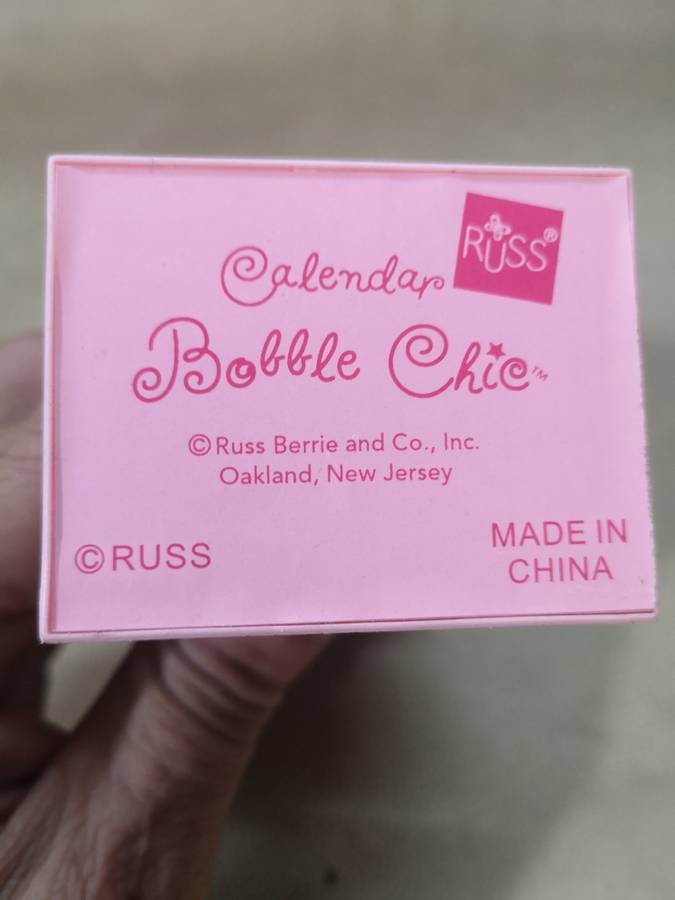 RUSS®
Calendar
Bobble Chic™
©Russ Berrie and Co., Inc.
Oakland, New Jersey
©RUSS
MADE IN
CHINA